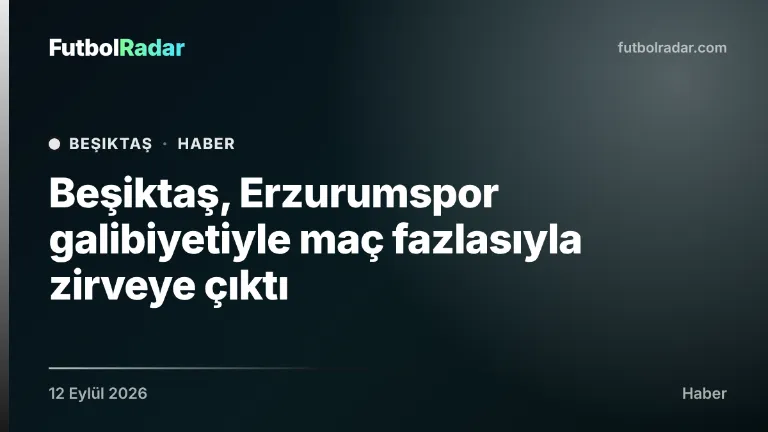 FutbolRadar
futbolradar.com
BEŞIKTAŞ · HABER
Beşiktaş, Erzurumspor
galibiyetiyle maç fazlasıyla
zirveye çıktı
12 Eylül 2026
Haber